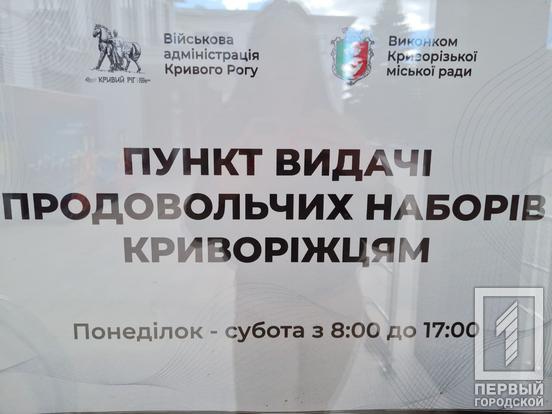 Військова
адміністрація
Кривого Рогу
КРИВИЙ РІГ
Виконком
Криворізької
міської ради
ПУНКТ ВИДАЧІ
ПРОДОВОЛЬЧИХ НАБОРІВ
КРИВОРІЖЦЯМ
Понеділок - субота з 8:00 до 17:00
1
ПЕРВЫЙ
ГОРОДСКОЙ